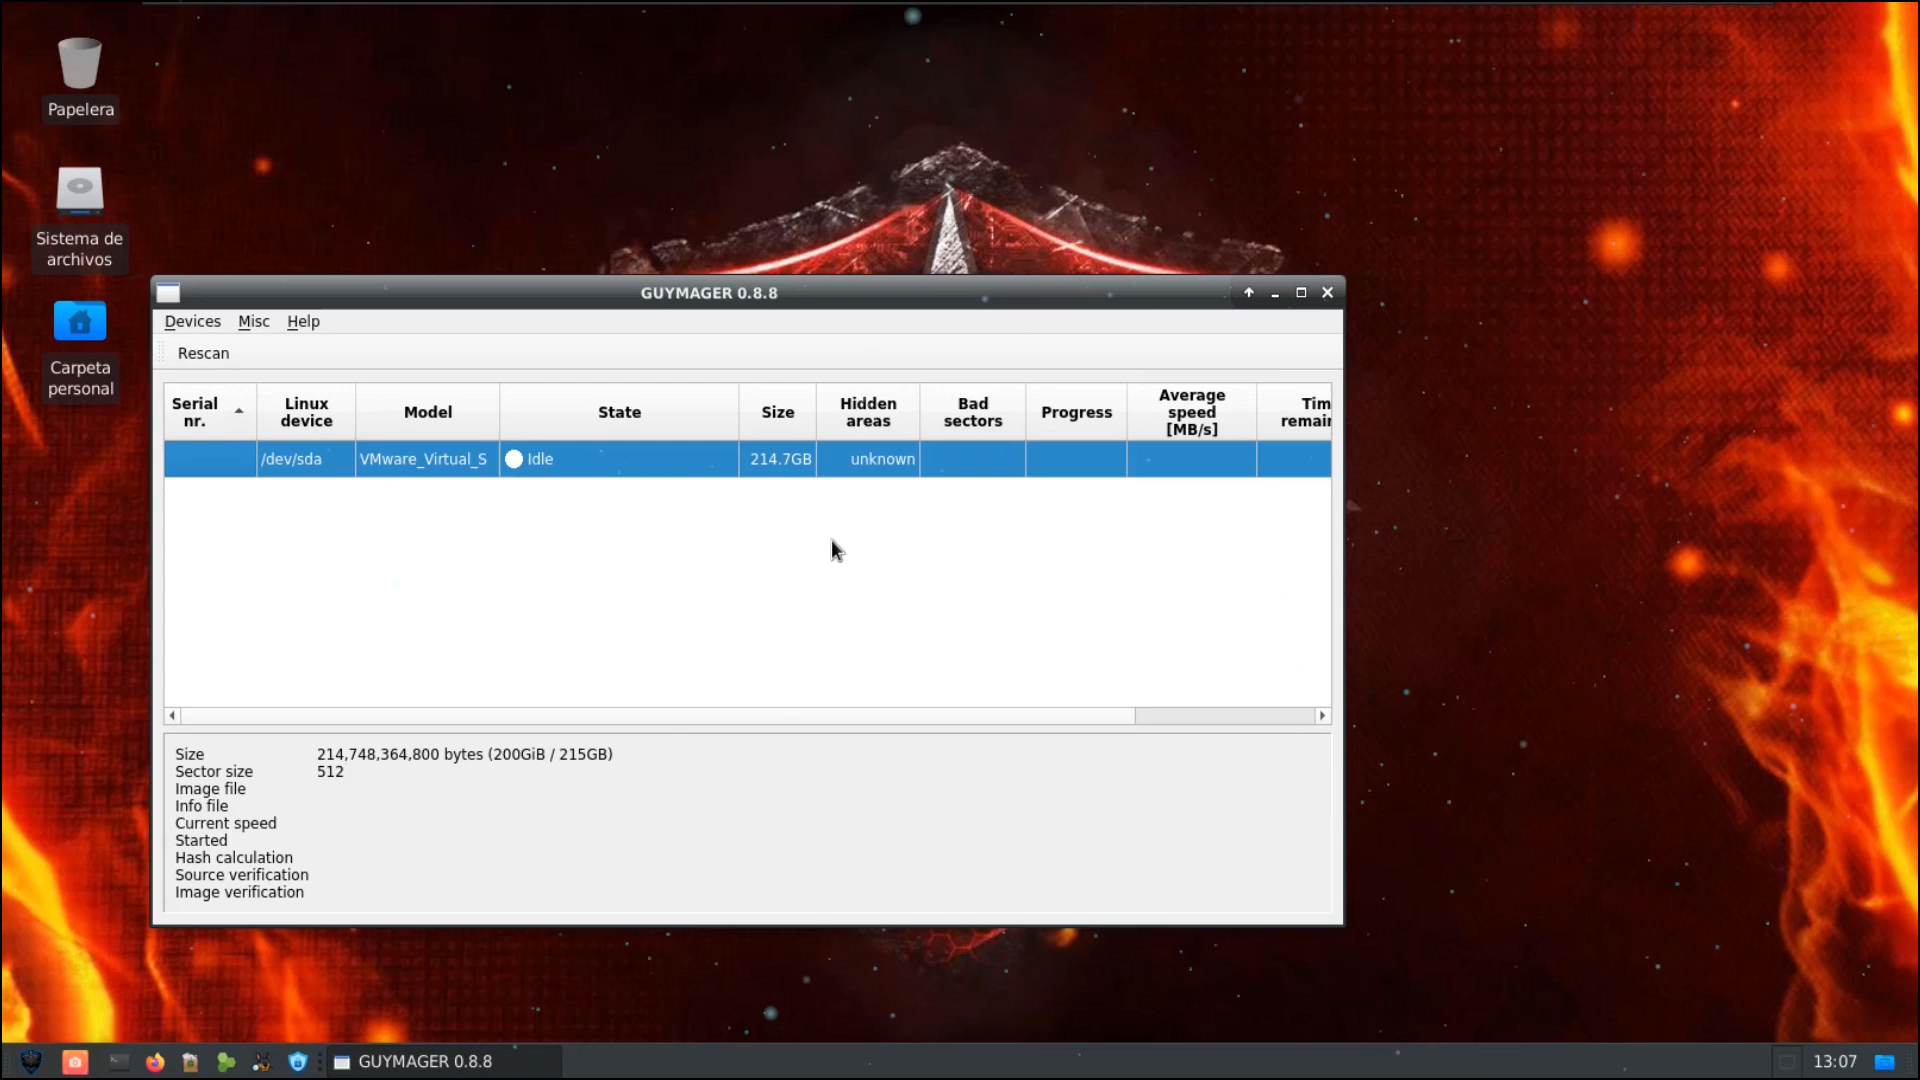 Papelera
Sistema de
archivos
Carpeta
personal
GUYMAGER 0.8.8
Devices Misc Help
Rescan
Serial
nr.
Linux
device
Model
State
Size
Hidden
areas
Bad
sectors
Progress
Average
speed
[MB/s]
Tim
remair
/dev/sda VMware_Virtual_S Idle 214.7GB unknown
Size 214,748,364,800 bytes (200GiB / 215GB)
Sector size 512
Image file
Info file
Current speed
Started
Hash calculation
Source verification
Image verification
GUYMAGER 0.8.8
13:07